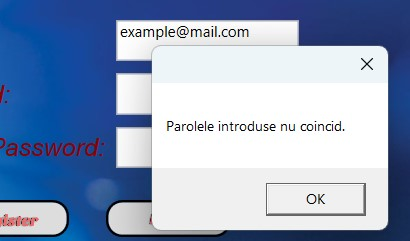 example@mail.com
d:
Parolele introduse nu coincid.
Password:
OK